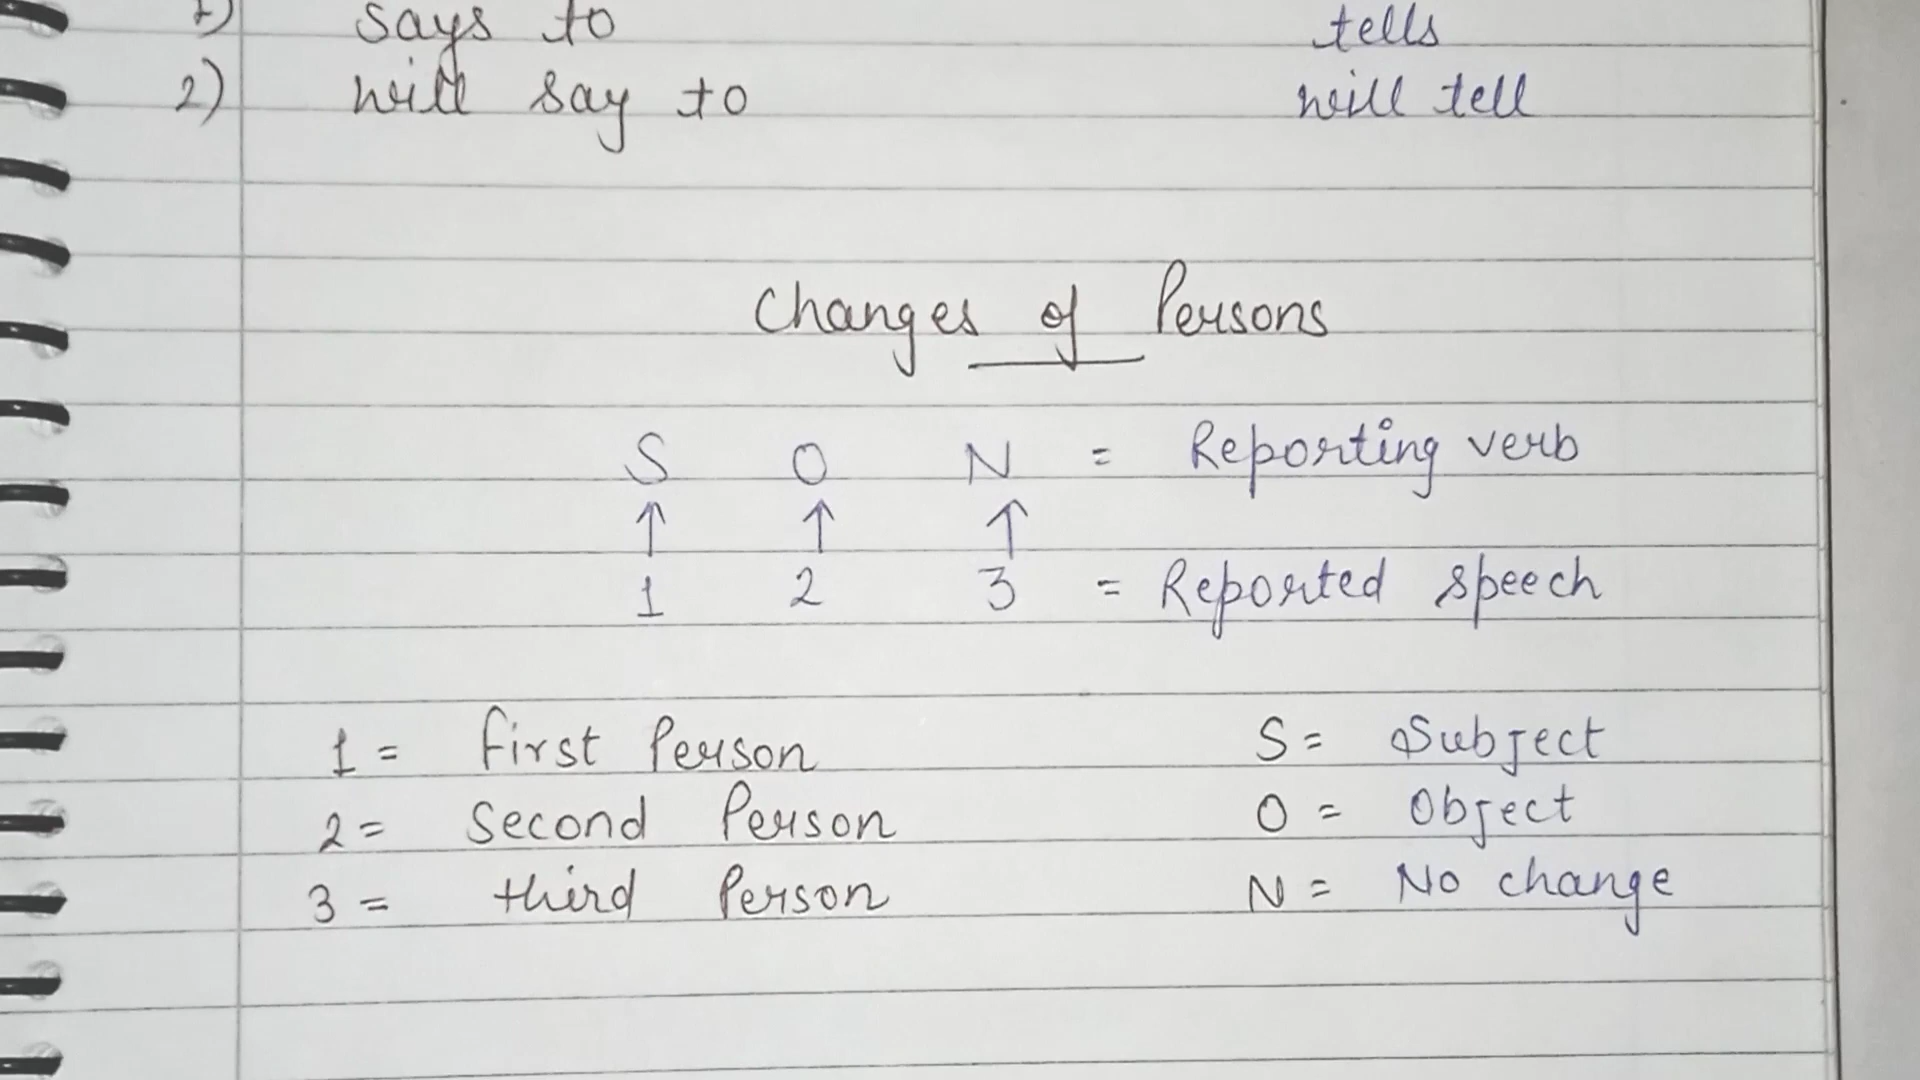 1) says to tells
2) will say to will tell
Changes of Persons
S O N = Reporting verb
↑ ↑ ↑
1 2 3 = Reported speech
1 = First Person S = Subject
2 = Second Person O = Object
3 = third Person N = No change